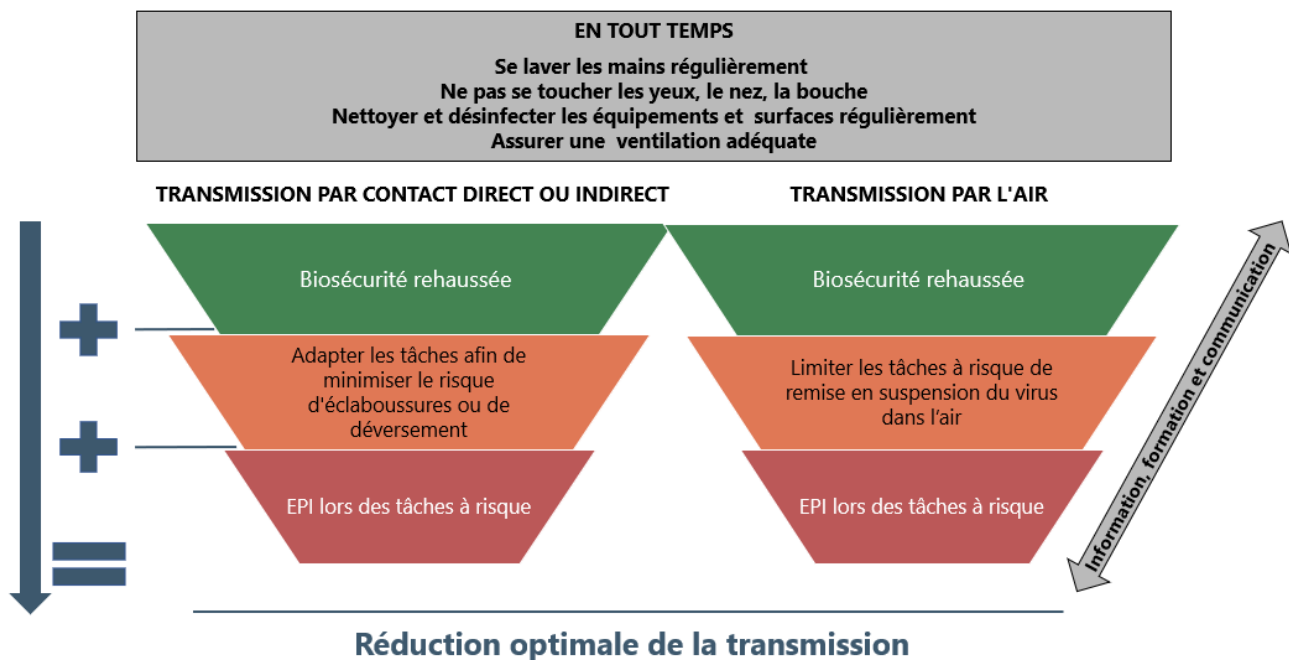 EN TOUT TEMPS
Se laver les mains régulièrement
Ne pas se toucher les yeux, le nez, la bouche
Nettoyer et désinfecter les équipements et surfaces régulièrement
Assurer une ventilation adéquate
TRANSMISSION PAR CONTACT DIRECT OU INDIRECT
Biosécurité rehaussée
Adapter les tâches afin de
minimiser le risque
d'éclaboussures ou de
déversement
EPI lors des tâches à risque
TRANSMISSION PAR L'AIR
Biosécurité rehaussée
Limiter les tâches à risque de
remise en suspension du virus
dans l’air
EPI lors des tâches à risque
Information, formation et communication
Réduction optimale de la transmission